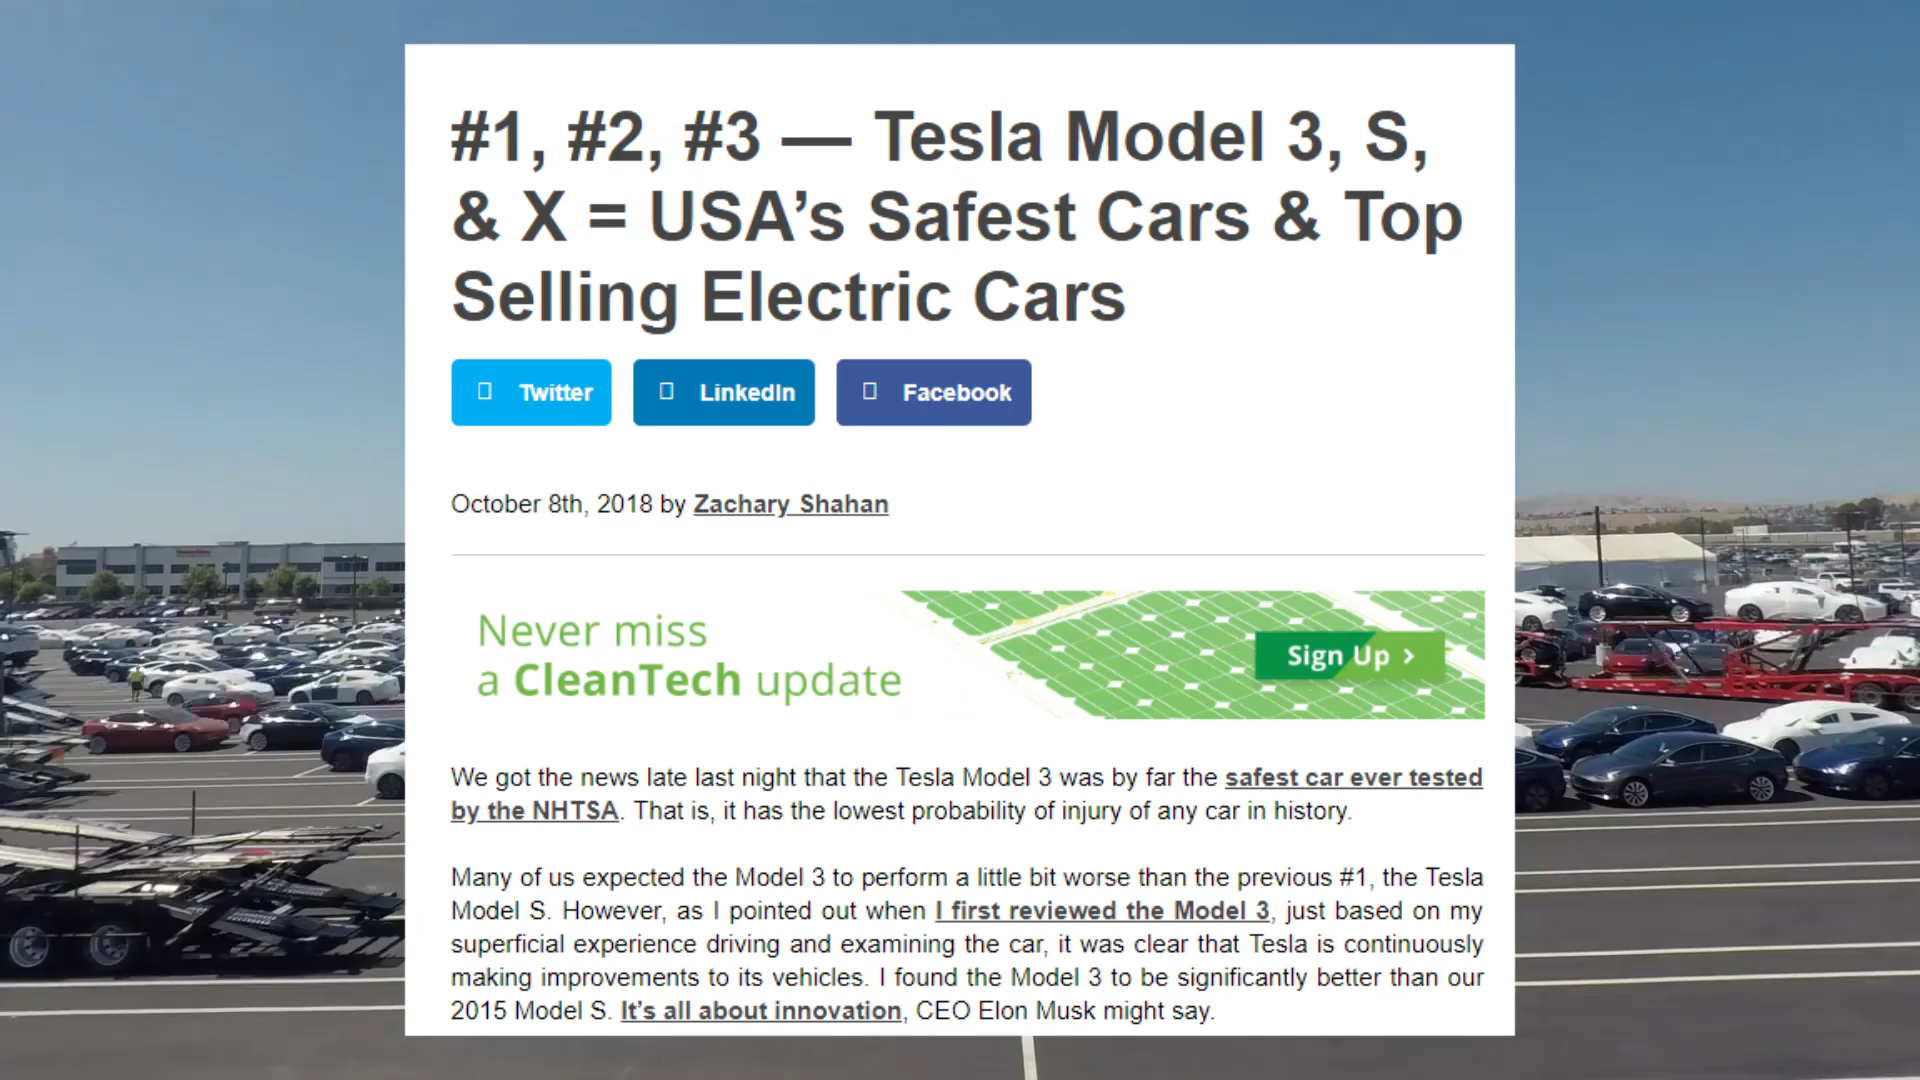 #1, #2, #3 — Tesla Model 3, S,
& X = USA’s Safest Cars & Top
Selling Electric Cars
Twitter LinkedIn Facebook
October 8th, 2018 by Zachary Shahan
Never miss
a CleanTech update
Sign Up >
We got the news late last night that the Tesla Model 3 was by far the safest car ever tested
by the NHTSA. That is, it has the lowest probability of injury of any car in history.
Many of us expected the Model 3 to perform a little bit worse than the previous #1, the Tesla
Model S. However, as I pointed out when I first reviewed the Model 3, just based on my
superficial experience driving and examining the car, it was clear that Tesla is continuously
making improvements to its vehicles. I found the Model 3 to be significantly better than our
2015 Model S. It’s all about innovation, CEO Elon Musk might say.